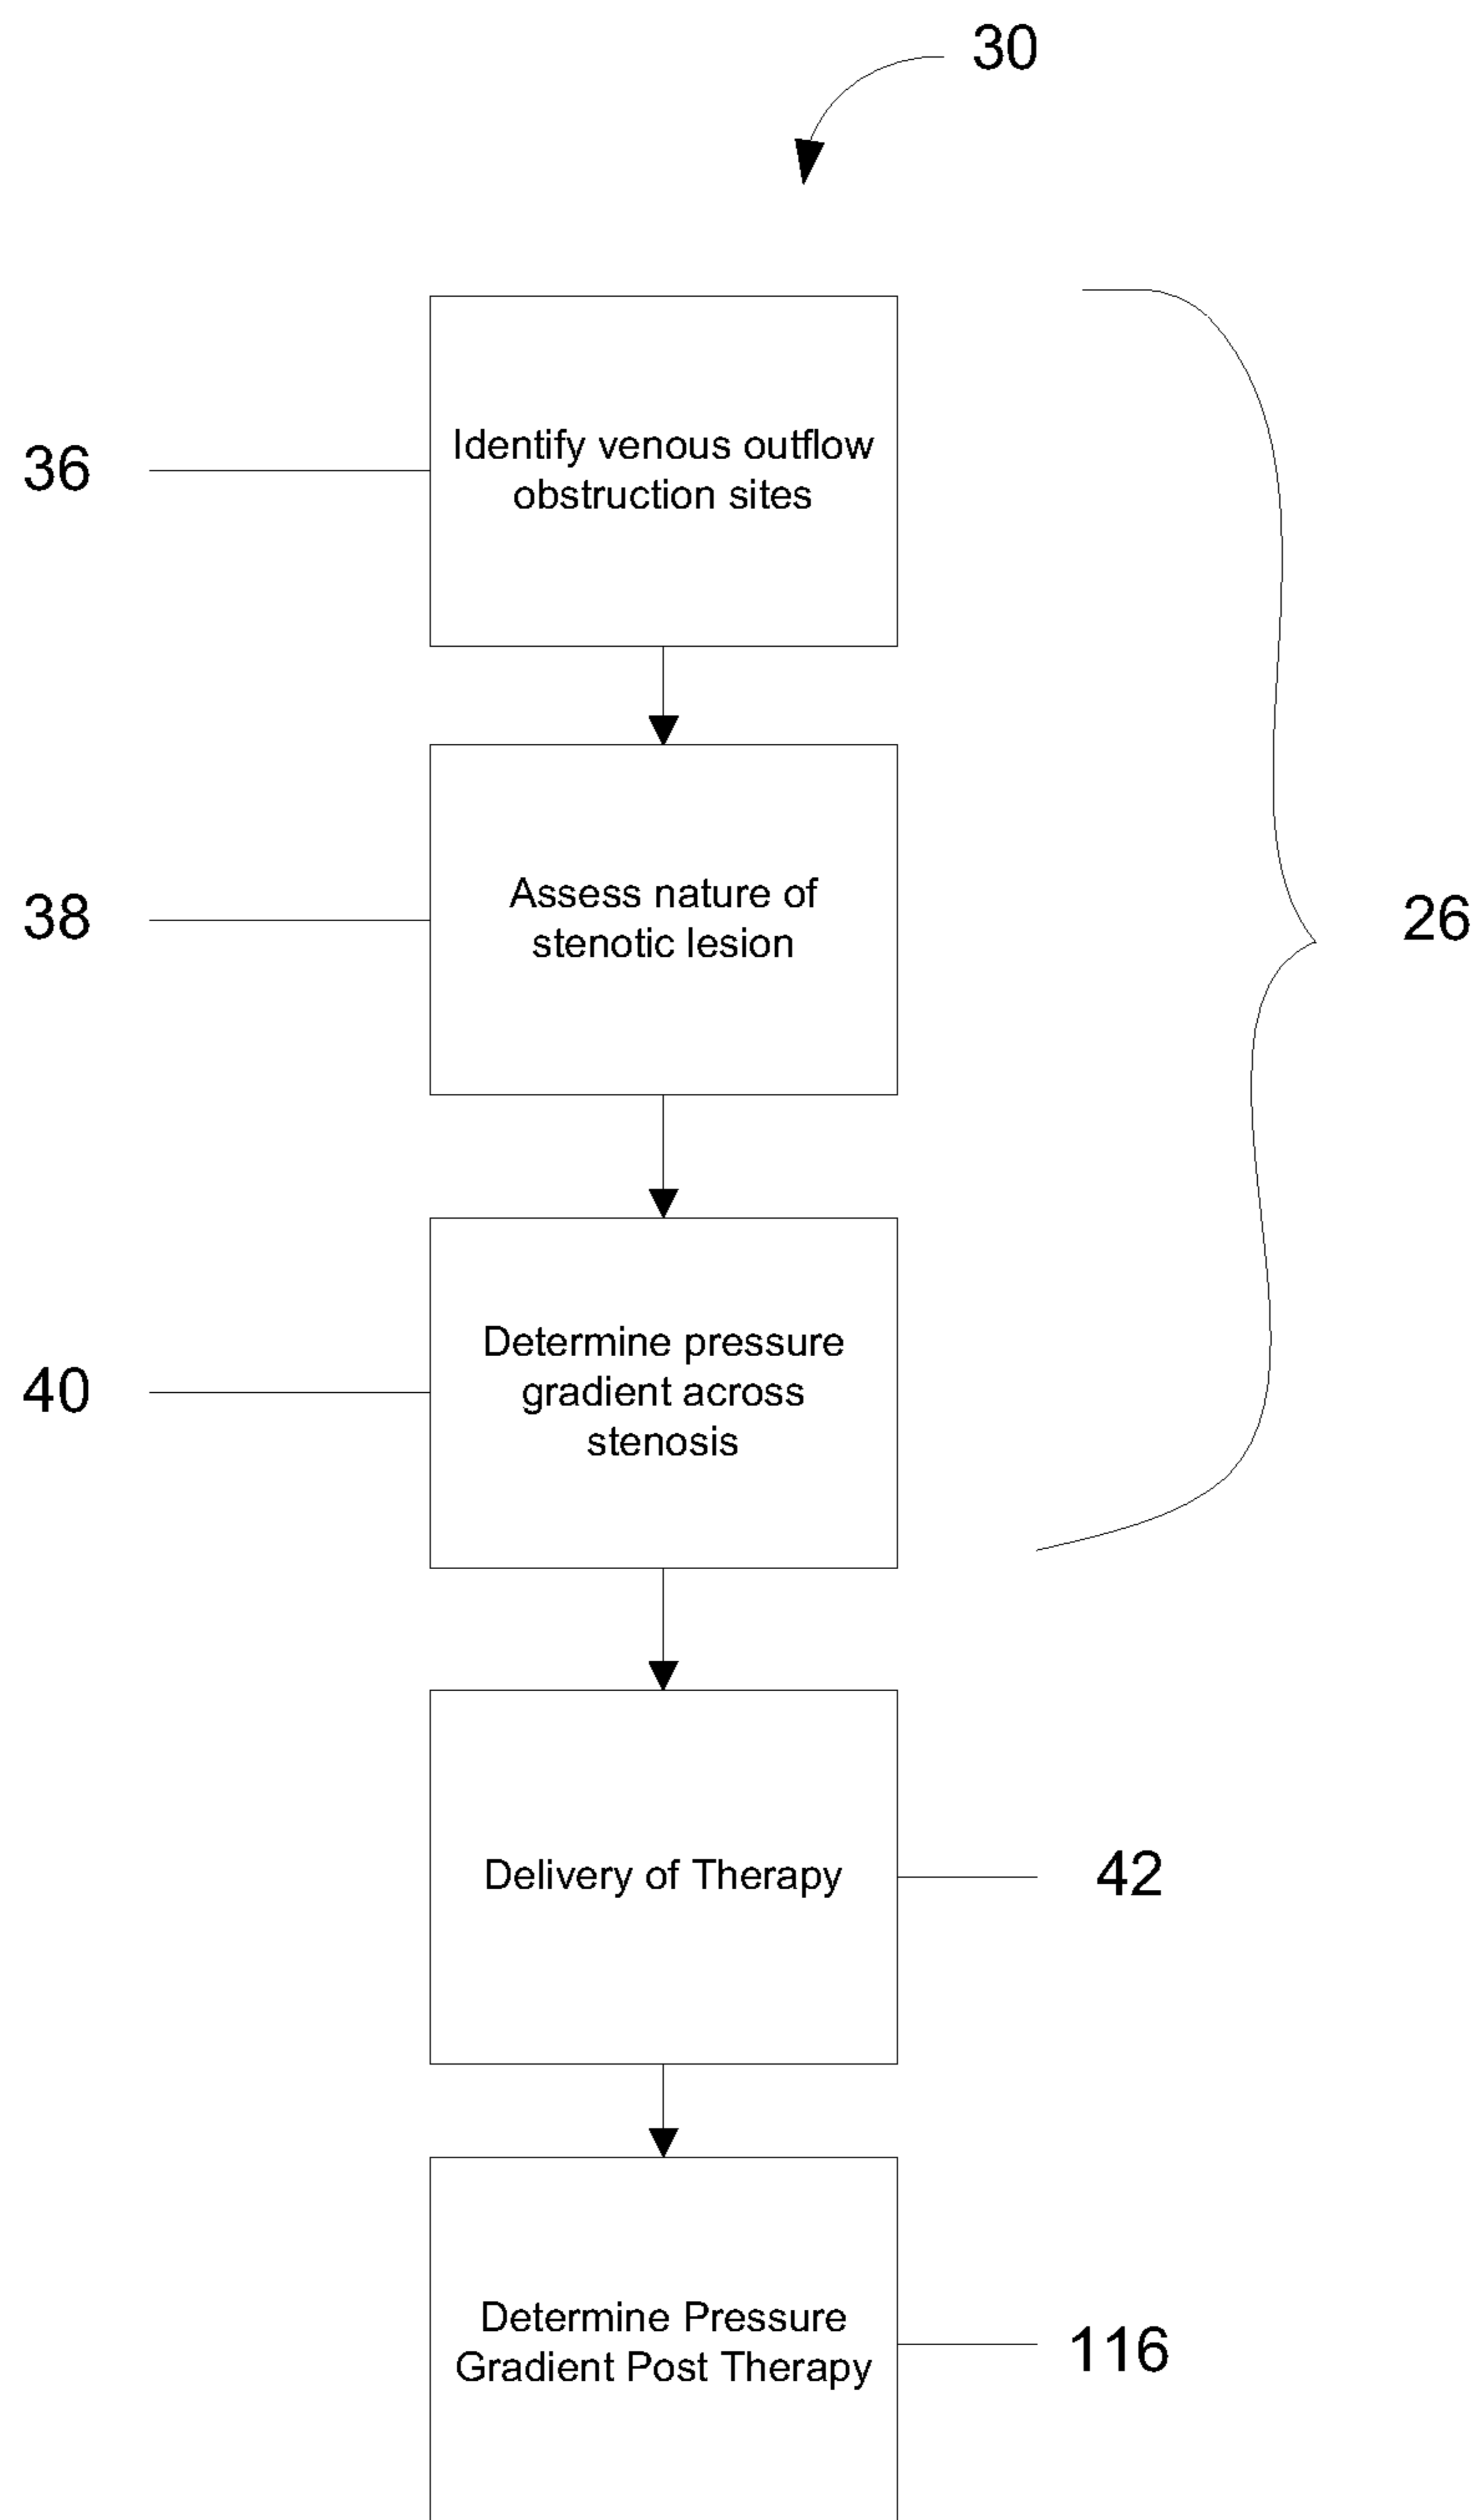 30
36
Identify venous outflow
obstruction sites
38
Assess nature of
stenotic lesion
26
40
Determine pressure
gradient across
stenosis
Delivery of Therapy
42
Determine Pressure
Gradient Post Therapy
116